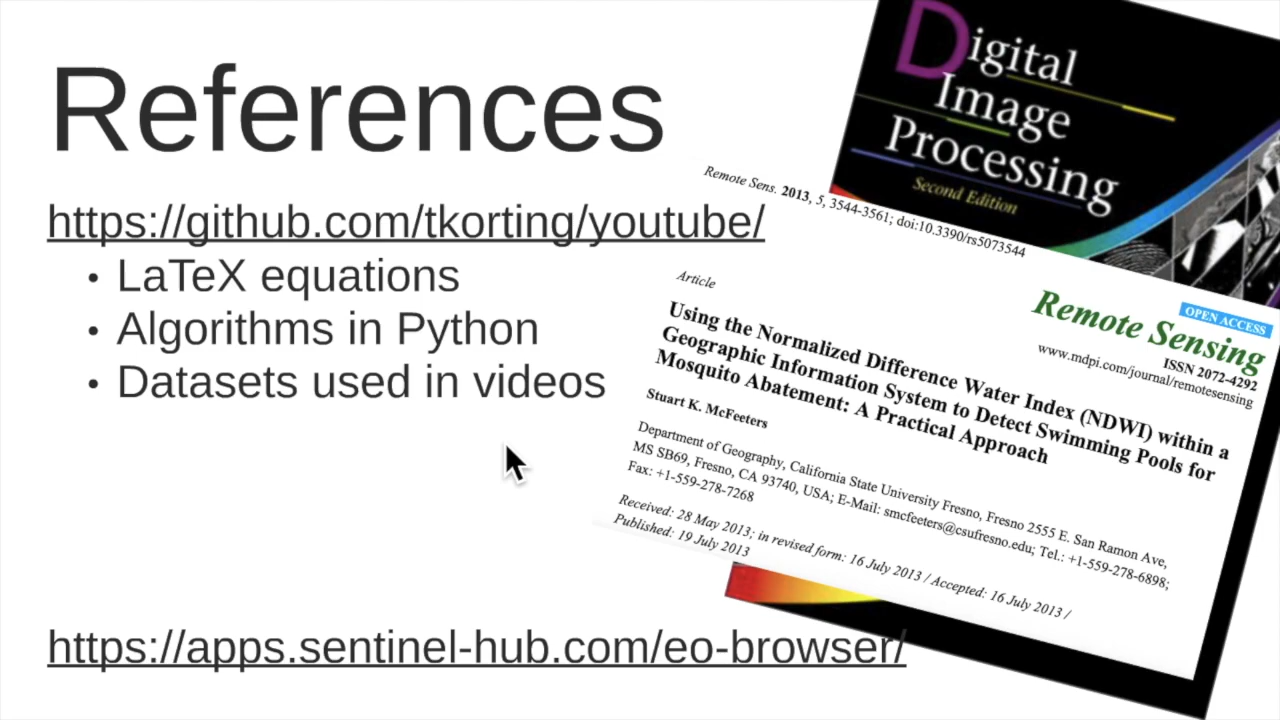 References
https://github.com/tkorting/youtube/
• LaTeX equations
• Algorithms in Python
• Datasets used in videos
https://apps.sentinel-hub.com/eo-browser/
Digital
Image
Processing
Second Edition
Remote Sens. 2013, 5, 3544-3561; doi:10.3390/rs5073544
OPEN ACCESS
Remote Sensing
ISSN 2072-4292
www.mdpi.com/journal/remotesensing
Article
Using the Normalized Difference Water Index (NDWI) within a
Geographic Information System to Detect Swimming Pools for
Mosquito Abatement: A Practical Approach
Stuart K. McFeeters
Department of Geography, California State University Fresno, Fresno 2555 E. San Ramon Ave,
MS SB69, Fresno, CA 93740, USA; E-Mail: smcfeeters@csufresno.edu; Tel.: +1-559-278-6898;
Fax: +1-559-278-7268
Received: 28 May 2013; in revised form: 16 July 2013 / Accepted: 16 July 2013 /
Published: 19 July 2013